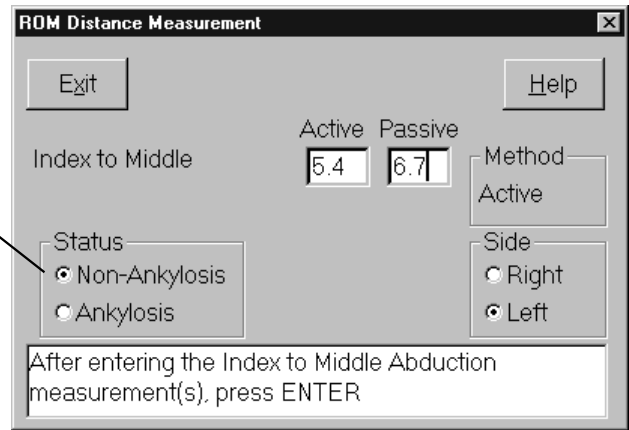 ROM Distance Measurement
Exit
Help
Active Passive
Index to Middle
5.4
6.7
Method
Active
Status
Non-Ankylosis
Ankylosis
Side
Right
Left
After entering the Index to Middle Abduction
measurement(s), press ENTER